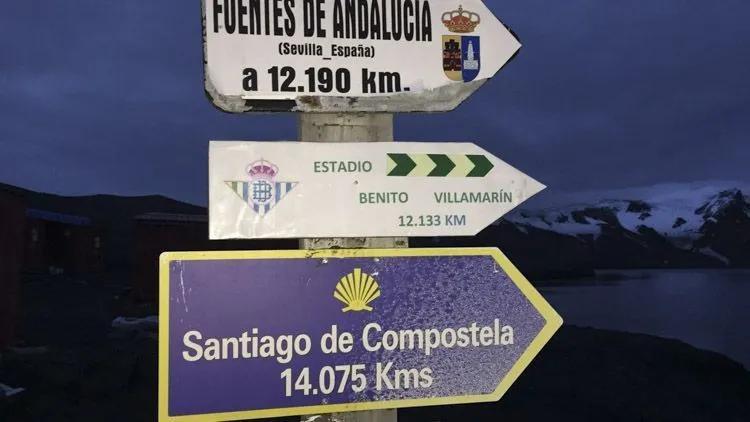 FUENTES DE ANDALUCIA
(Sevilla_España)
a 12.190 km.
ESTADIO
BENITO VILLAMARÍN
12.133 KM
Santiago de Compostela
14.075 Kms